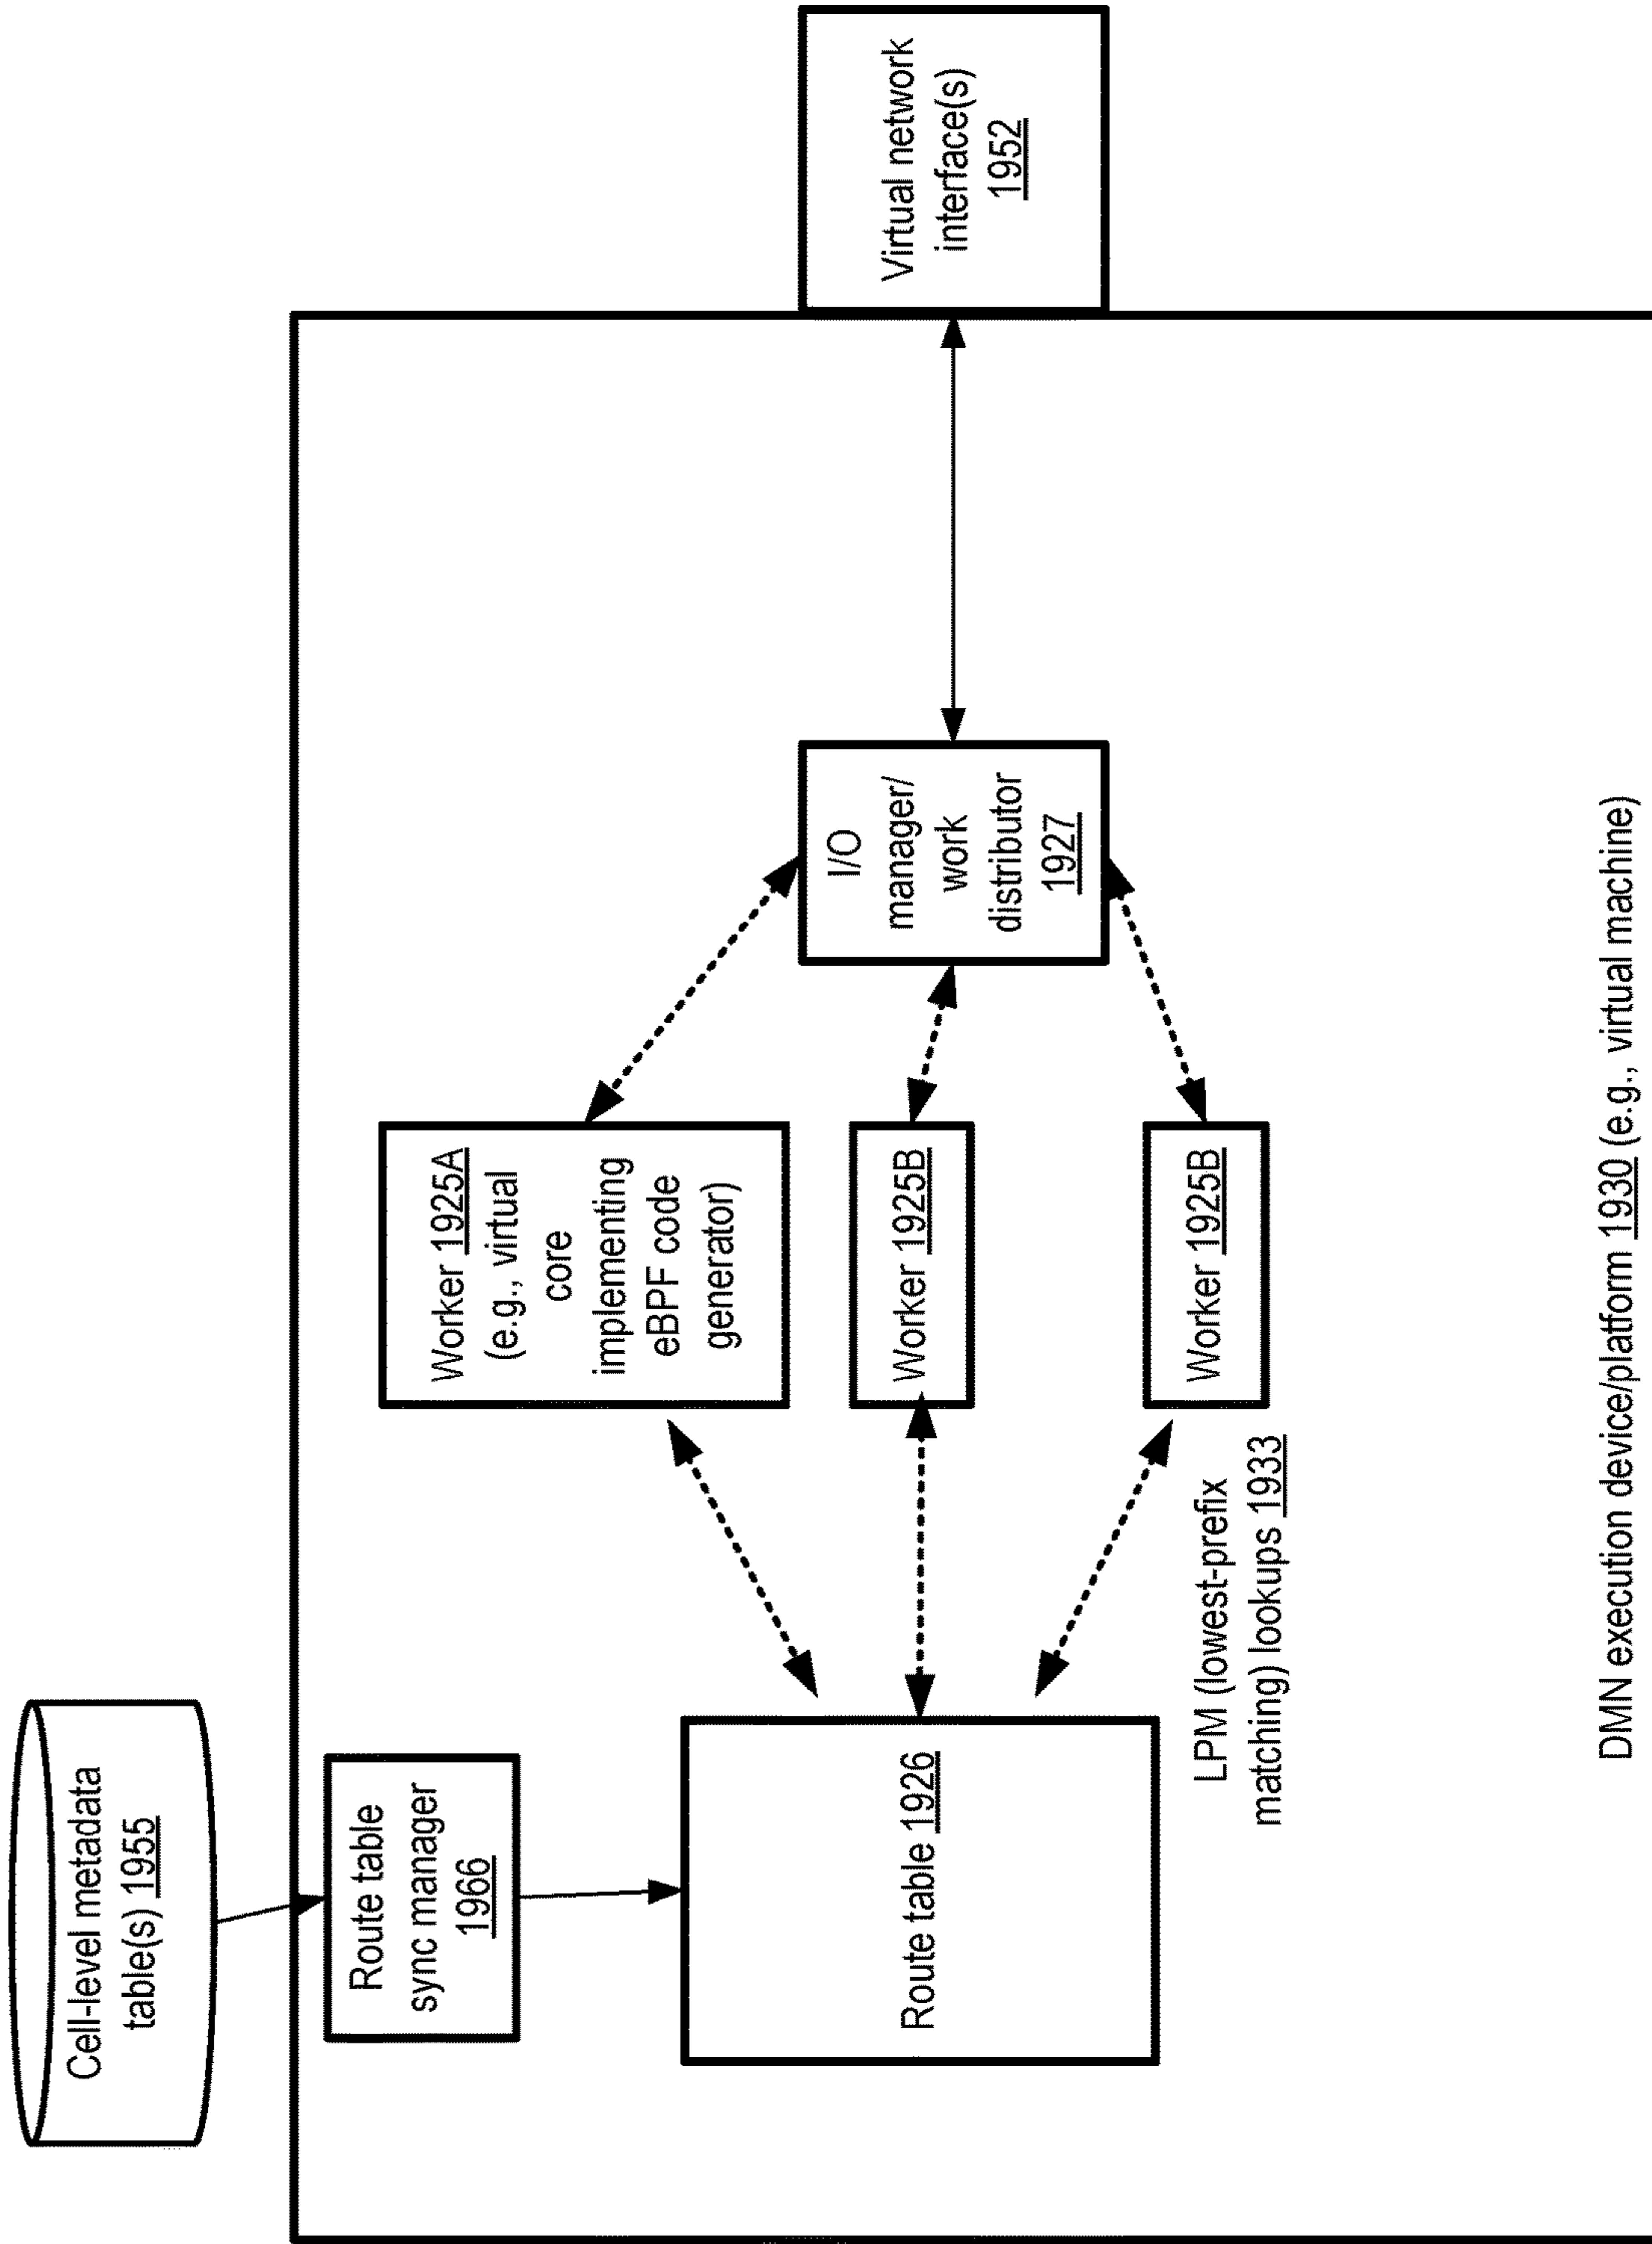 Cell-level metadata
table(s) 1955
Route table
sync manager
1966
Route table 1926
LPM (lowest-prefix
matching) lookups 1933
Worker 1925A
(e.g., virtual
core
implementing
eBPF code
generator)
Worker 1925B
Worker 1925B
I/O
manager/
work
distributor
1927
Virtual network
interface(s)
1952
DMN execution device/platform 1930 (e.g., virtual machine)